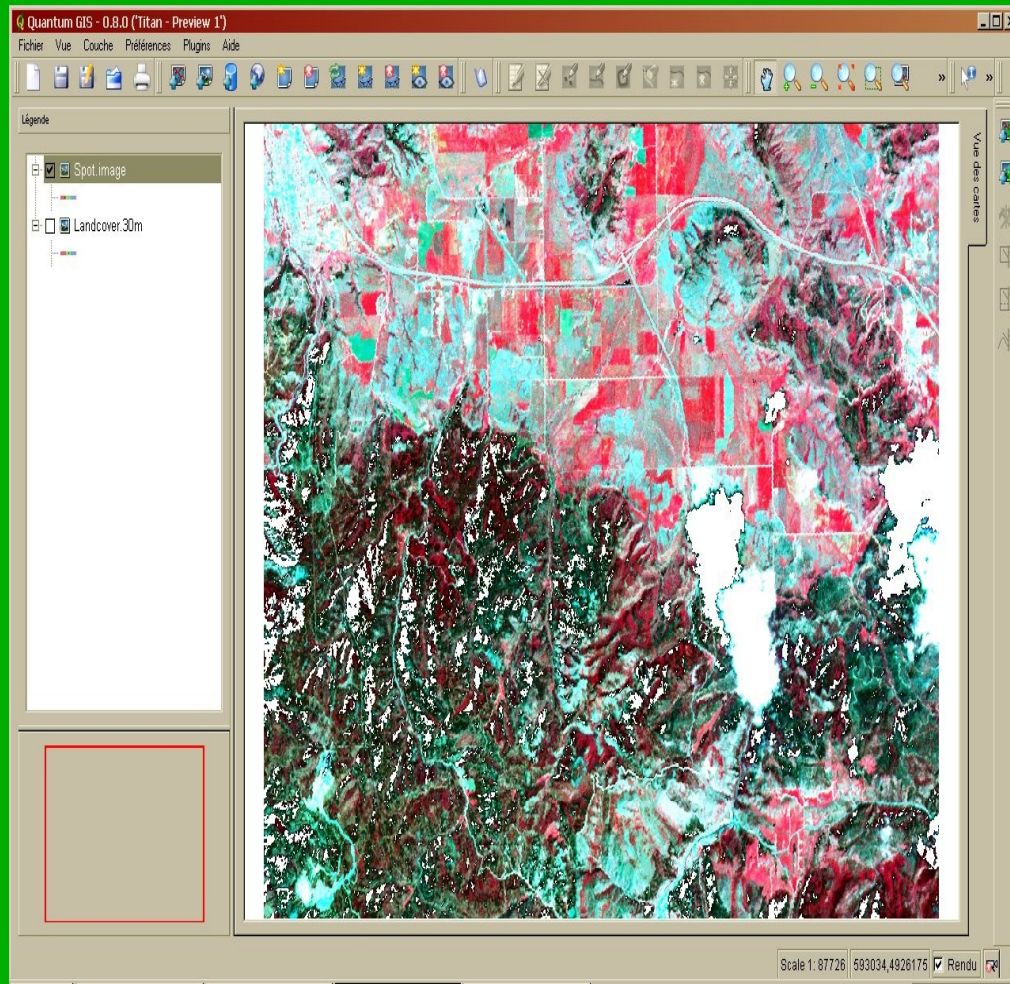 Quantum GIS - 0.8.0 ('Titan - Preview 1')
Fichier Vue Couche Préférences Plugins Aide
Légende
Spot.image
Landcover.30m
Vue des cartes
Scale 1: 87726 593034,4926175 Rendu